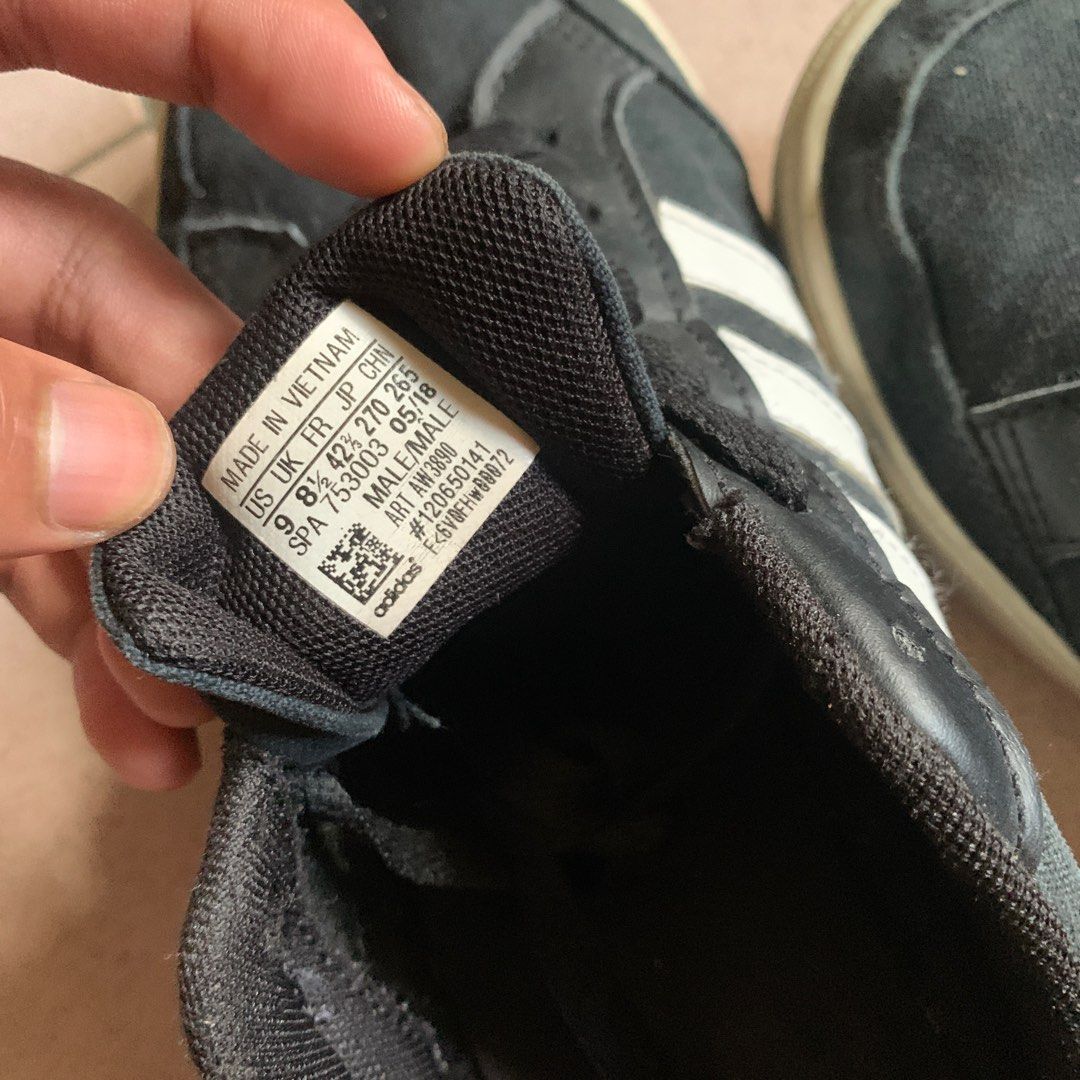 MADE IN VIETNAM
US UK FR JP CHN
9 8½ 42⅔ 270 265
SPA 753003 05/18
MALE/MÂLE
ART AW3890
#120650141
adidas